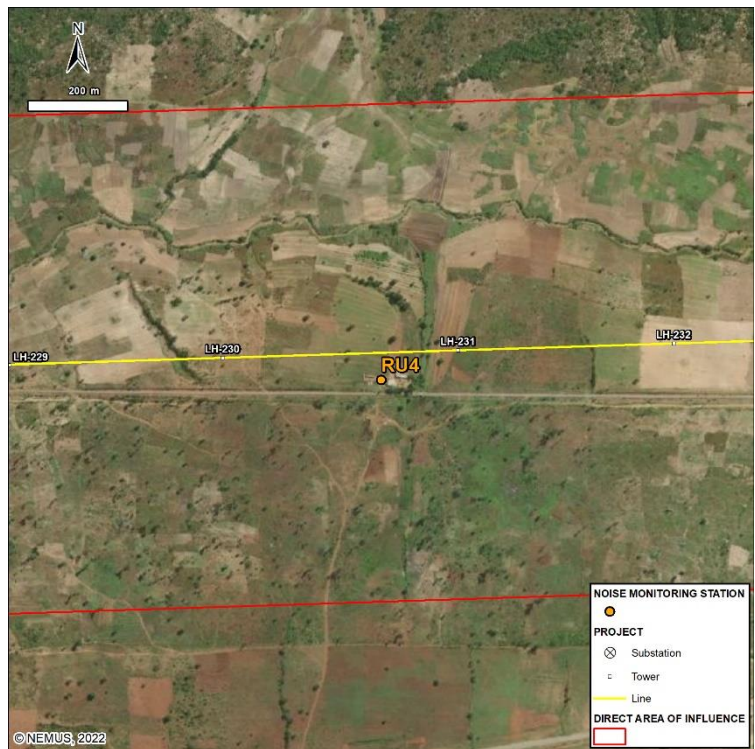 N
200 m
LH-229
LH-230
LH-231
LH-232
RU4
NOISE MONITORING STATION
PROJECT
Substation
Tower
Line
DIRECT AREA OF INFLUENCE
© NEMUS, 2022